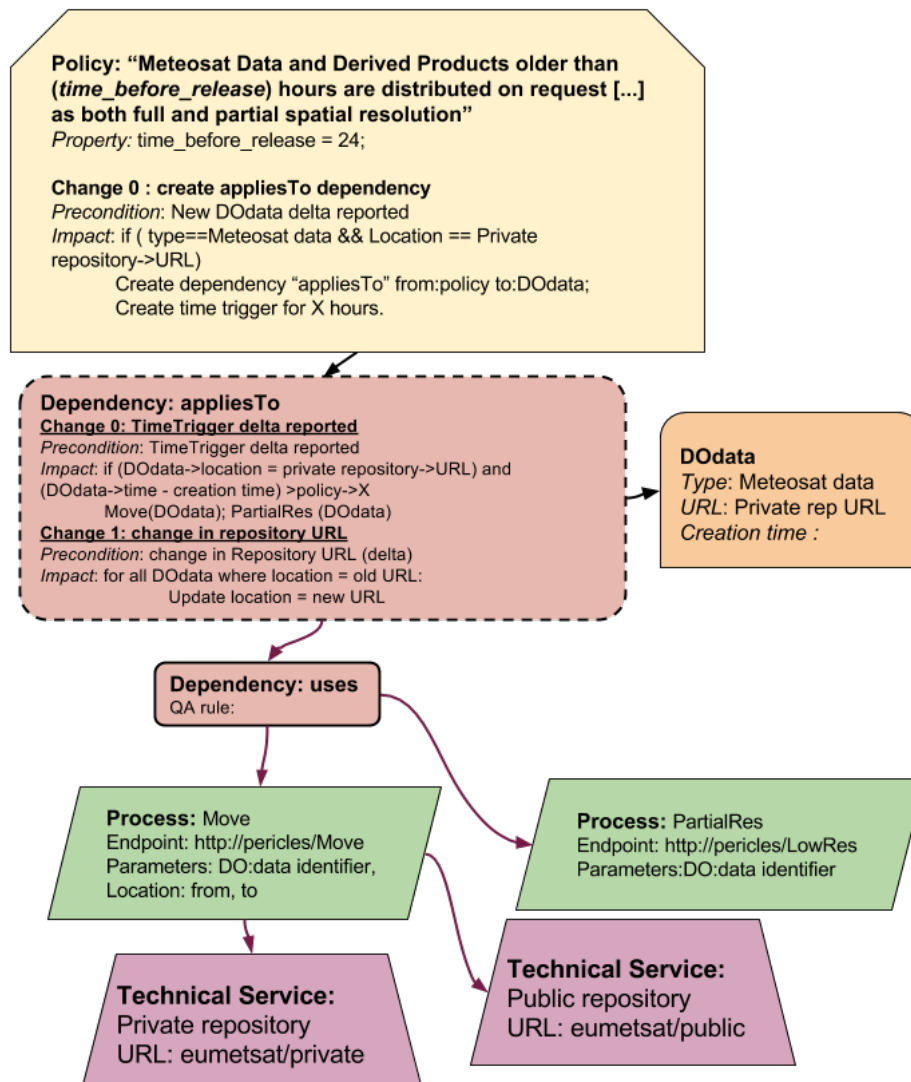 Policy: “Meteosat Data and Derived Products older than
(time_before_release) hours are distributed on request [...]
as both full and partial spatial resolution”
Property: time_before_release = 24;
Change 0 : create appliesTo dependency
Precondition: New DOdata delta reported
Impact: if ( type==Meteosat data && Location == Private
repository->URL)
Create dependency “appliesTo” from:policy to:DOdata;
Create time trigger for X hours.
Dependency: appliesTo
Change 0: TimeTrigger delta reported
Precondition: TimeTrigger delta reported
Impact: if (DOdata->location = private repository->URL) and
(DOdata->time - creation time) >policy->X
Move(DOdata); PartialRes (DOdata)
Change 1: change in repository URL
Precondition: change in Repository URL (delta)
Impact: for all DOdata where location = old URL:
Update location = new URL
DOdata
Type: Meteosat data
URL: Private rep URL
Creation time :
Dependency: uses
QA rule:
Process: Move
Endpoint: http://pericles/Move
Parameters: DO:data identifier,
Location: from, to
Process: PartialRes
Endpoint: http://pericles/LowRes
Parameters:DO:data identifier
Technical Service:
Private repository
URL: eumetsat/private
Technical Service:
Public repository
URL: eumetsat/public